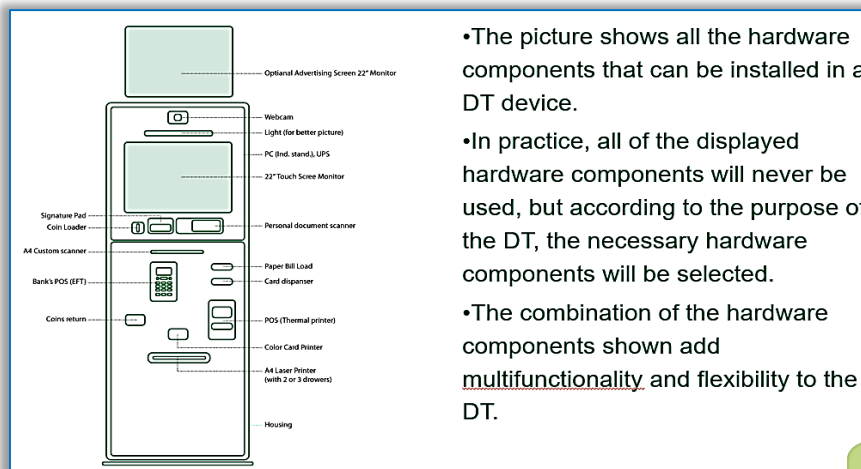 Optianal Advertising Screen 22" Monitor
Webcam
Light (for better picture)
PC (Ind. stand.), UPS
22" Touch Scree Monitor
Signature Pad
Coin Loader
Personal document scanner
A4 Custom scanner
Paper Bill Load
Bank's POS (EFT)
Card dispanser
Coins return
POS (Thermal printer)
Color Card Printer
A4 Laser Printer
(with 2 or 3 drowers)
Housing
•The picture shows all the hardware
components that can be installed in a
DT device.
•In practice, all of the displayed
hardware components will never be
used, but according to the purpose of
the DT, the necessary hardware
components will be selected.
•The combination of the hardware
components shown add
multifunctionality and flexibility to the
DT.